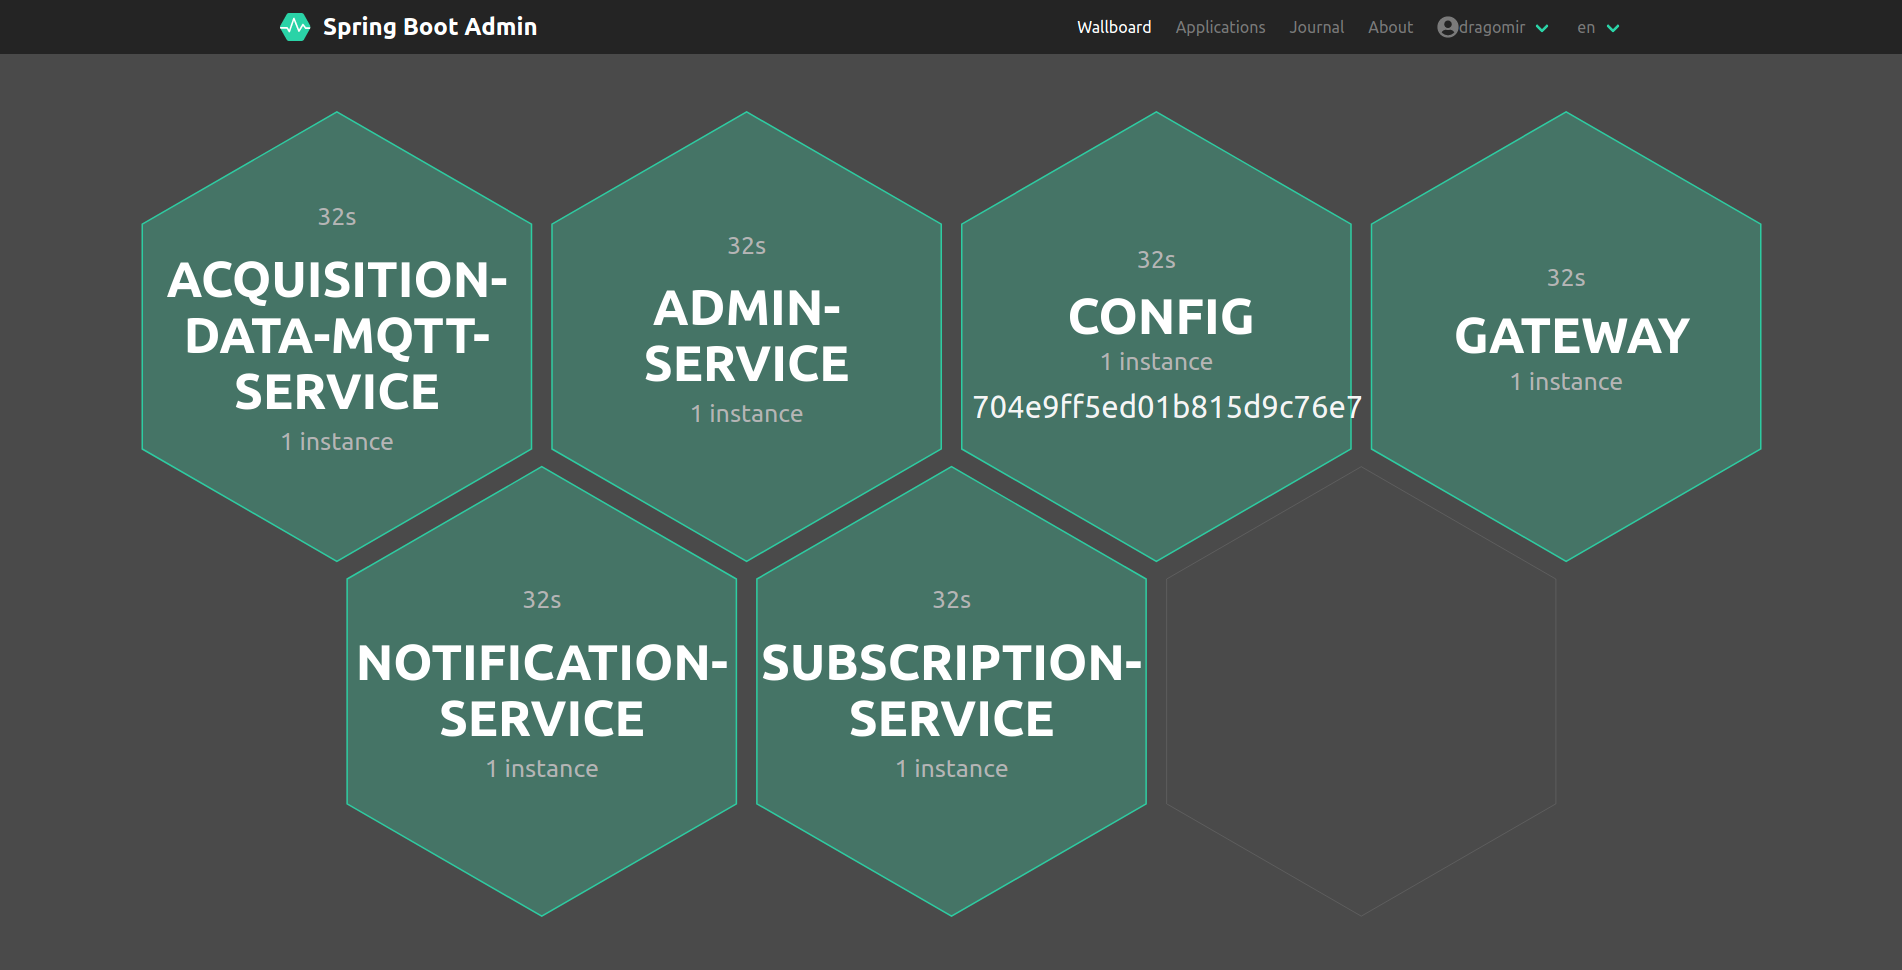 Spring Boot Admin
Wallboard Applications Journal About dragomir en
32s
ACQUISITION-
DATA-MQTT-
SERVICE
1 instance
32s
ADMIN-
SERVICE
1 instance
32s
CONFIG
1 instance
704e9ff5ed01b815d9c76e7
32s
GATEWAY
1 instance
32s
NOTIFICATION-
SERVICE
1 instance
32s
SUBSCRIPTION-
SERVICE
1 instance